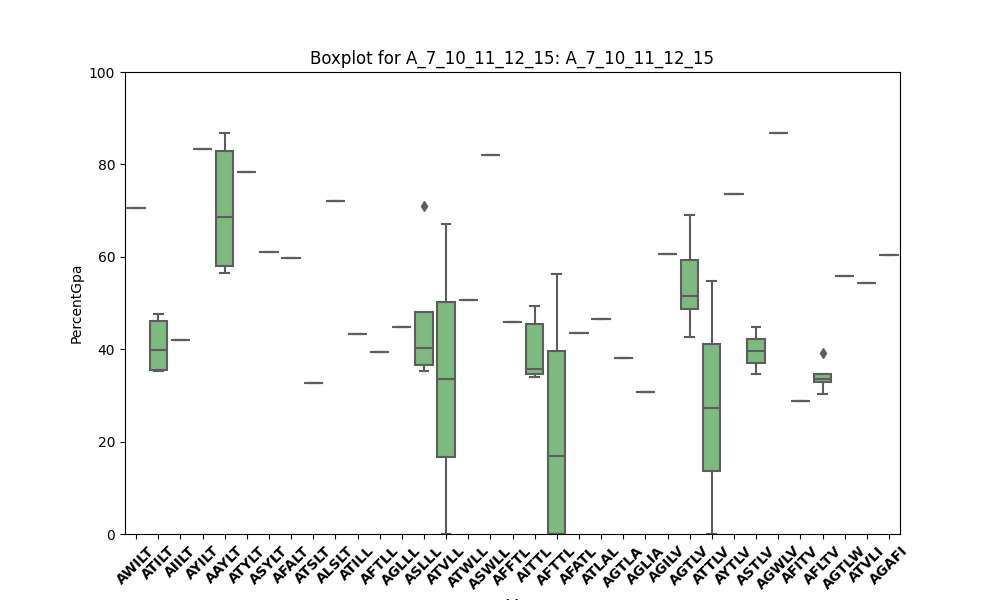 Boxplot for A_7_10_11_12_15: A_7_10_11_12_15
PercentGpa
100
80
60
40
20
0
AWILT
ATILT
AIILT
AYILT
AAYLT
ATYLT
ASYLT
AFALT
ATSLT
ALSLT
ATILL
AFTLL
AGLLL
ASLLL
ATVLL
ATWLL
ASWLL
AFFTL
AITTL
AFTTL
AFATL
ATLAL
AGTLA
AGLIA
AGILV
AGTLV
ATTLV
AYTLV
ASTLV
AGWLV
AFITV
AFLTV
AGTLW
ATVLI
AGAFI